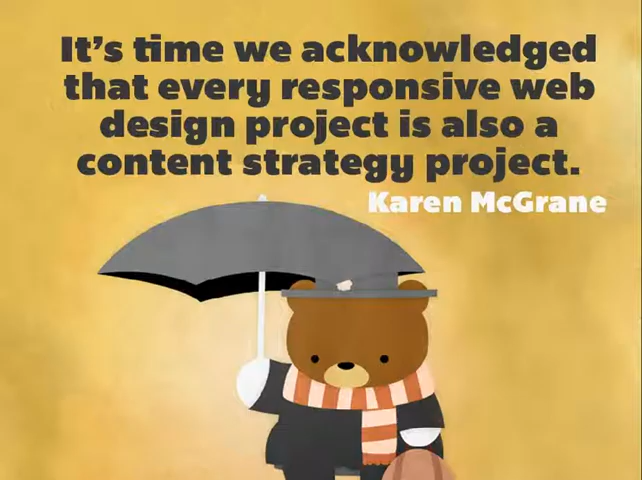 It's time we acknowledged
that every responsive web
design project is also a
content strategy project.
Karen McGrane